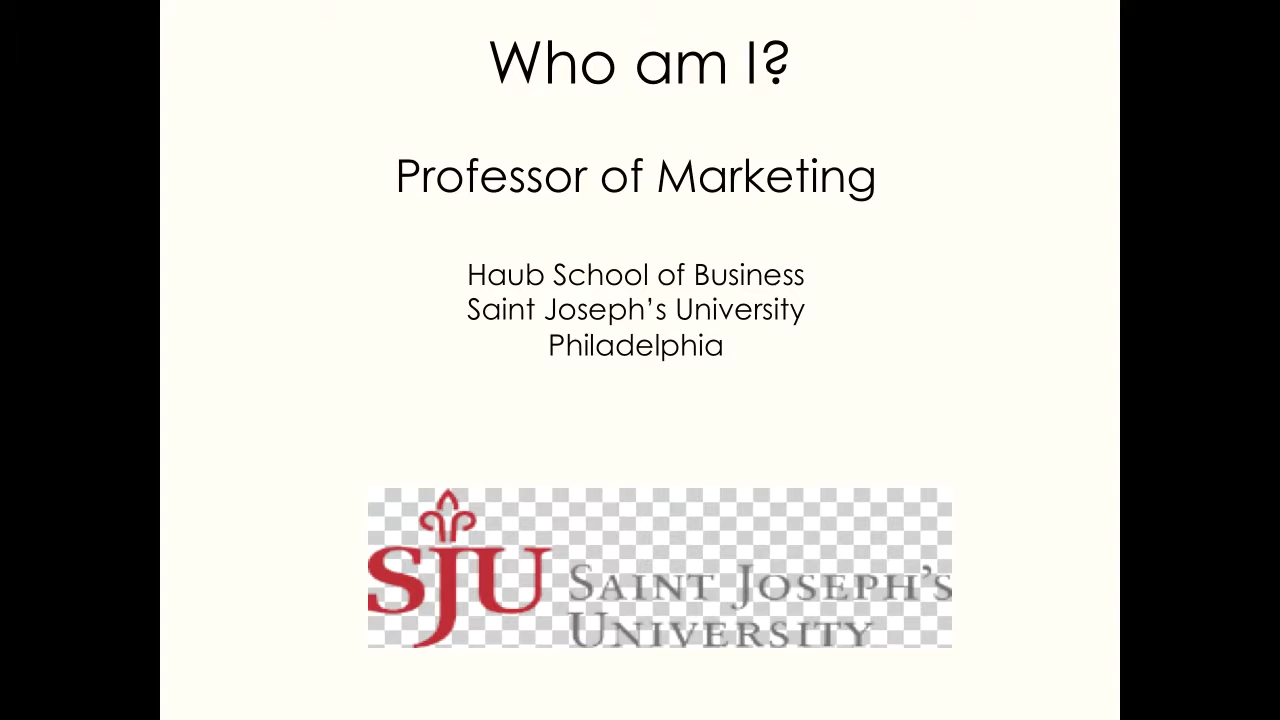 Who am I?
Professor of Marketing
Haub School of Business
Saint Joseph’s University
Philadelphia
SJU
SAINT JOSEPH’S
UNIVERSITY